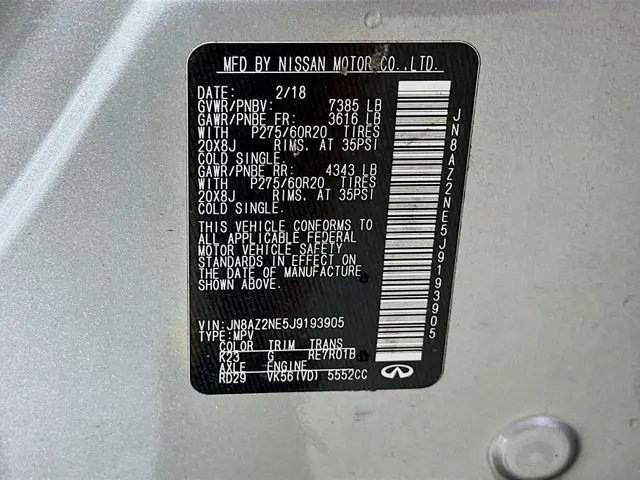 MFD BY NISSAN MOTOR CO.,LTD.
DATE: 2/18
GVWR/PNBV: 7385 LB
GAWR/PNBE FR: 3616 LB
WITH P275/60R20 TIRES
20X8J RIMS. AT 35PSI
COLD SINGLE.
GAWR/PNBE RR: 4343 LB
WITH P275/60R20 TIRES
20X8J RIMS. AT 35PSI
COLD SINGLE.
THIS VEHICLE CONFORMS TO
ALL APPLICABLE FEDERAL
MOTOR VEHICLE SAFETY
STANDARDS IN EFFECT ON
THE DATE OF MANUFACTURE
SHOWN ABOVE.
VIN:JN8AZ2NE5J9193905
TYPE:MPV
COLOR TRIM TRANS
K23 G RE7R01B
AXLE ENGINE
RD29 VK56(VD) 5552CC
JN8AZ2NE5J9193905